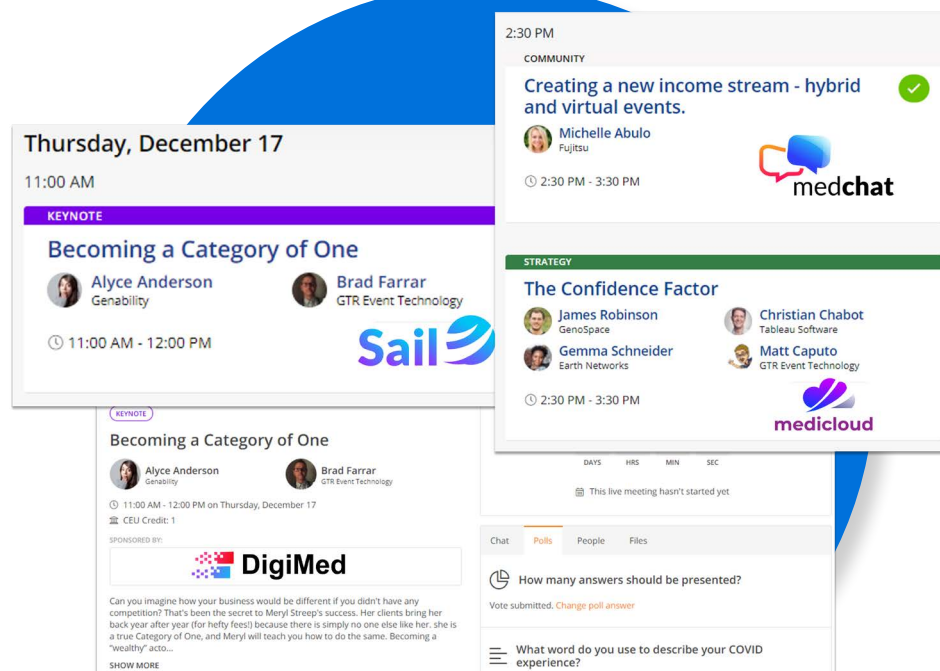 Thursday, December 17
11:00 AM
KEYNOTE
Becoming a Category of One
Alyce Anderson
Genability
Brad Farrar
GTR Event Technology
11:00 AM - 12:00 PM
Sail
2:30 PM
COMMUNITY
Creating a new income stream - hybrid
and virtual events.
Michelle Abulo
Fujitsu
2:30 PM - 3:30 PM
medchat
STRATEGY
The Confidence Factor
James Robinson
GenoSpace
Christian Chabot
Tableau Software
Gemma Schneider
Earth Networks
Matt Caputo
GTR Event Technology
2:30 PM - 3:30 PM
medicloud
KEYNOTE
Becoming a Category of One
Alyce Anderson
Genability
Brad Farrar
GTR Event Technology
11:00 AM - 12:00 PM on Thursday, December 17
CEU Credit: 1
SPONSORED BY:
DigiMed
Can you imagine how your business would be different if you didn't have any
competition? That's been the secret to Meryl Streep's success. Her clients bring her
back year after year (for hefty fees!) because there is simply no one else like her. she is
a true Category of One, and Meryl will teach you how to do the same. Becoming a
"wealthy" acto...
SHOW MORE
DAYS HRS MIN SEC
This live meeting hasn't started yet
Chat Polls People Files
How many answers should be presented?
Vote submitted. Change poll answer
What word do you use to describe your COVID
experience?